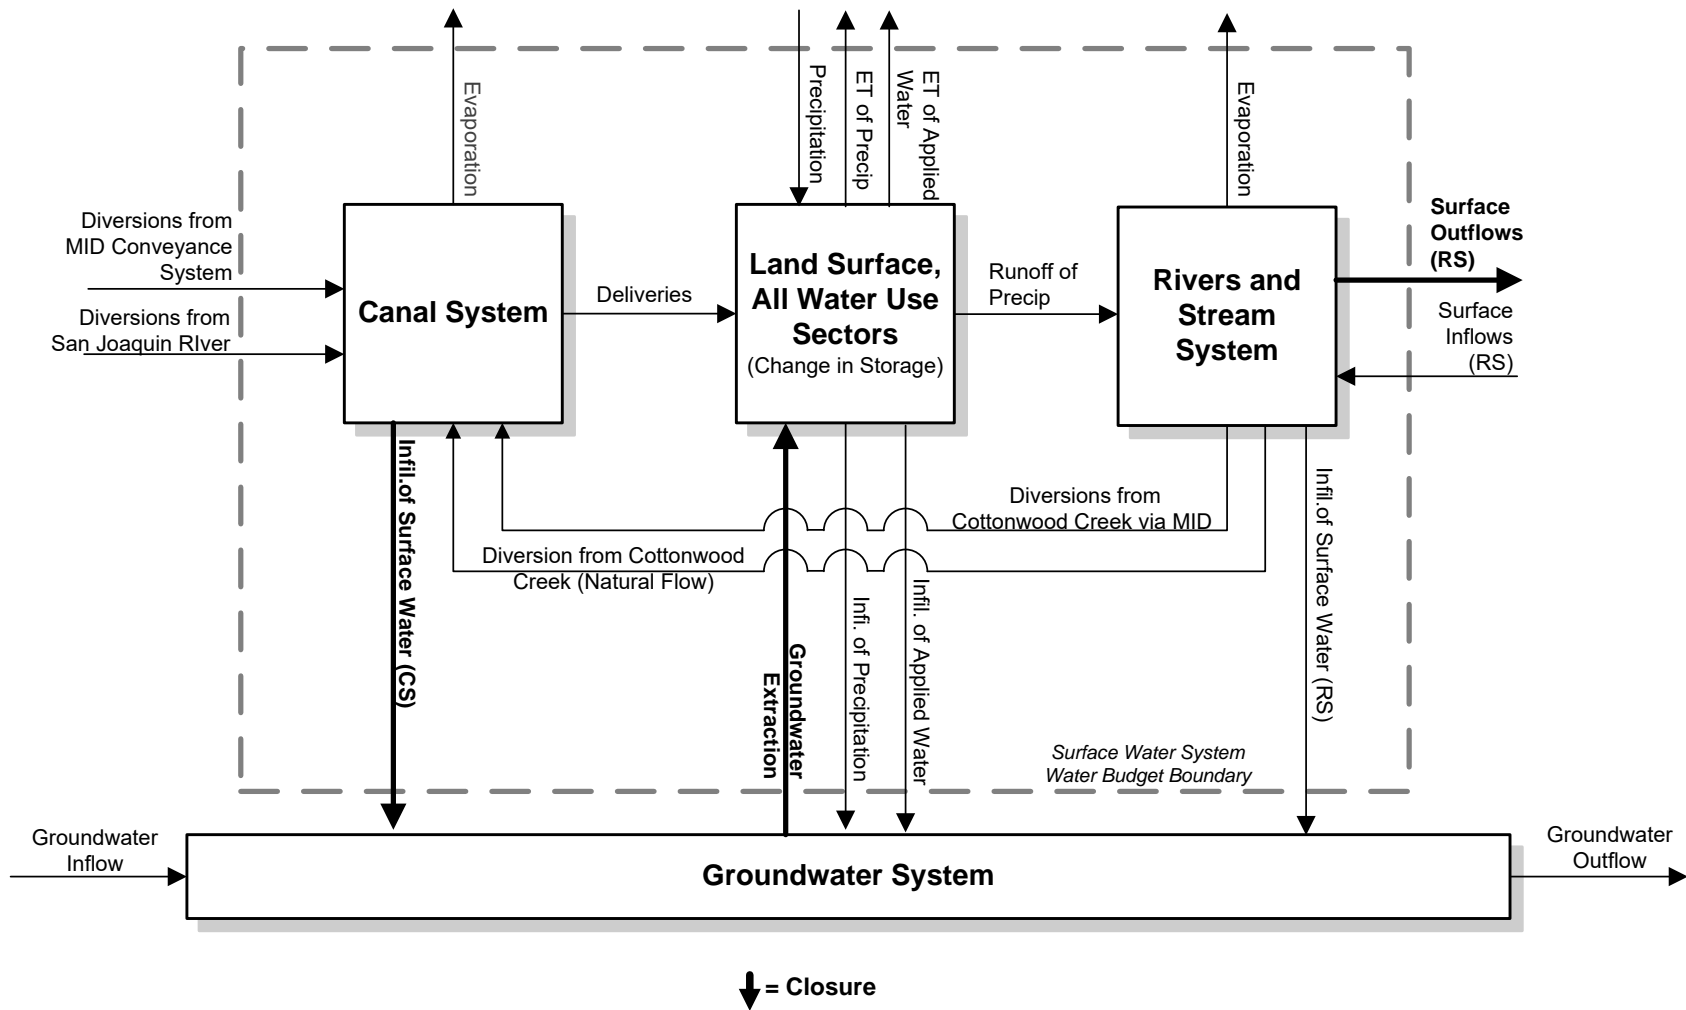 Evaporation
Precipitation
ET of Precip
ET of Applied
Water
Evaporation
Diversions from
MID Conveyance
System
Diversions from
San Joaquin RIver
Canal System
Deliveries
Land Surface,
All Water Use
Sectors
(Change in Storage)
Runoff of
Precip
Rivers and
Stream
System
Surface
Outflows
(RS)
Surface
Inflows
(RS)
Infil.of Surface Water (CS)
Diversions from
Cottonwood Creek via MID
Diversion from Cottonwood
Creek (Natural Flow)
Groundwater
Extraction
Infi. of Precipitation
Infil. of Applied Water
Infil.of Surface Water (RS)
Surface Water System
Water Budget Boundary
Groundwater
Inflow
Groundwater System
Groundwater
Outflow
= Closure